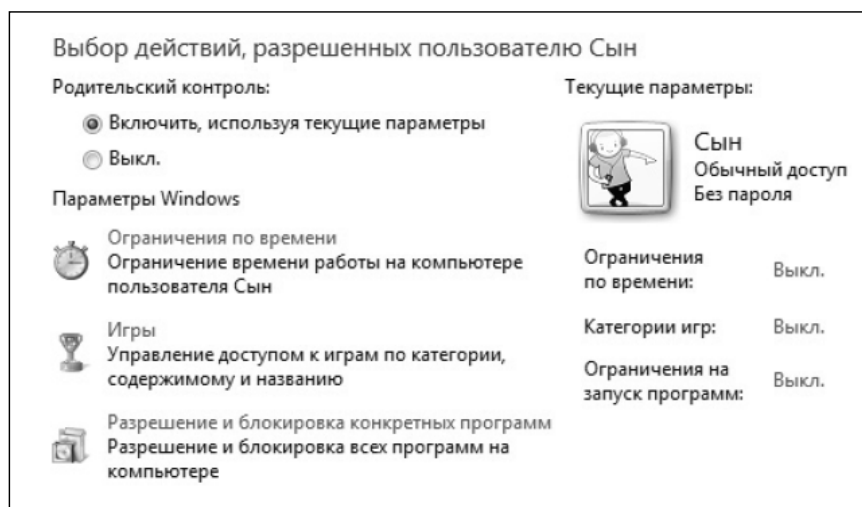 Выбор действий, разрешенных пользователю Сын
Родительский контроль:
Включить, используя текущие параметры
Выкл.
Параметры Windows
Ограничения по времени
Ограничение времени работы на компьютере
пользователя Сын
Игры
Управление доступом к играм по категории,
содержимому и названию
Разрешение и блокировка конкретных программ
Разрешение и блокировка всех программ на
компьютере
Текущие параметры:
Сын
Обычный доступ
Без пароля
Ограничения
по времени:
Выкл.
Категории игр:
Выкл.
Ограничения на
запуск программ:
Выкл.